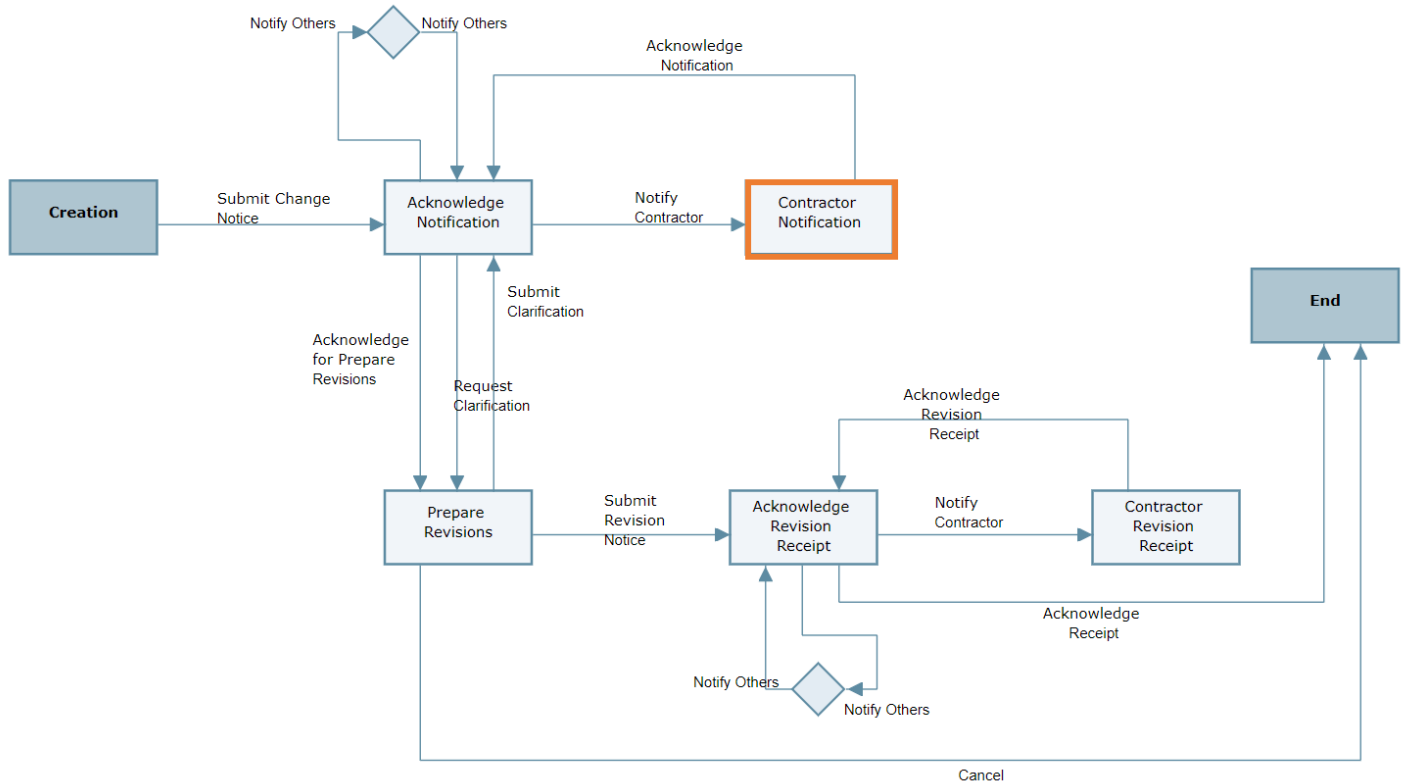 Notify Others
Notify Others
Acknowledge
Notification
Creation
Submit Change
Notice
Acknowledge
Notification
Notify
Contractor
Contractor
Notification
Submit
Clarification
End
Acknowledge
for Prepare
Revisions
Request
Clarification
Acknowledge
Revision
Receipt
Prepare
Revisions
Submit
Revision
Notice
Acknowledge
Revision
Receipt
Notify
Contractor
Contractor
Revision
Receipt
Acknowledge
Receipt
Notify Others
Notify Others
Cancel